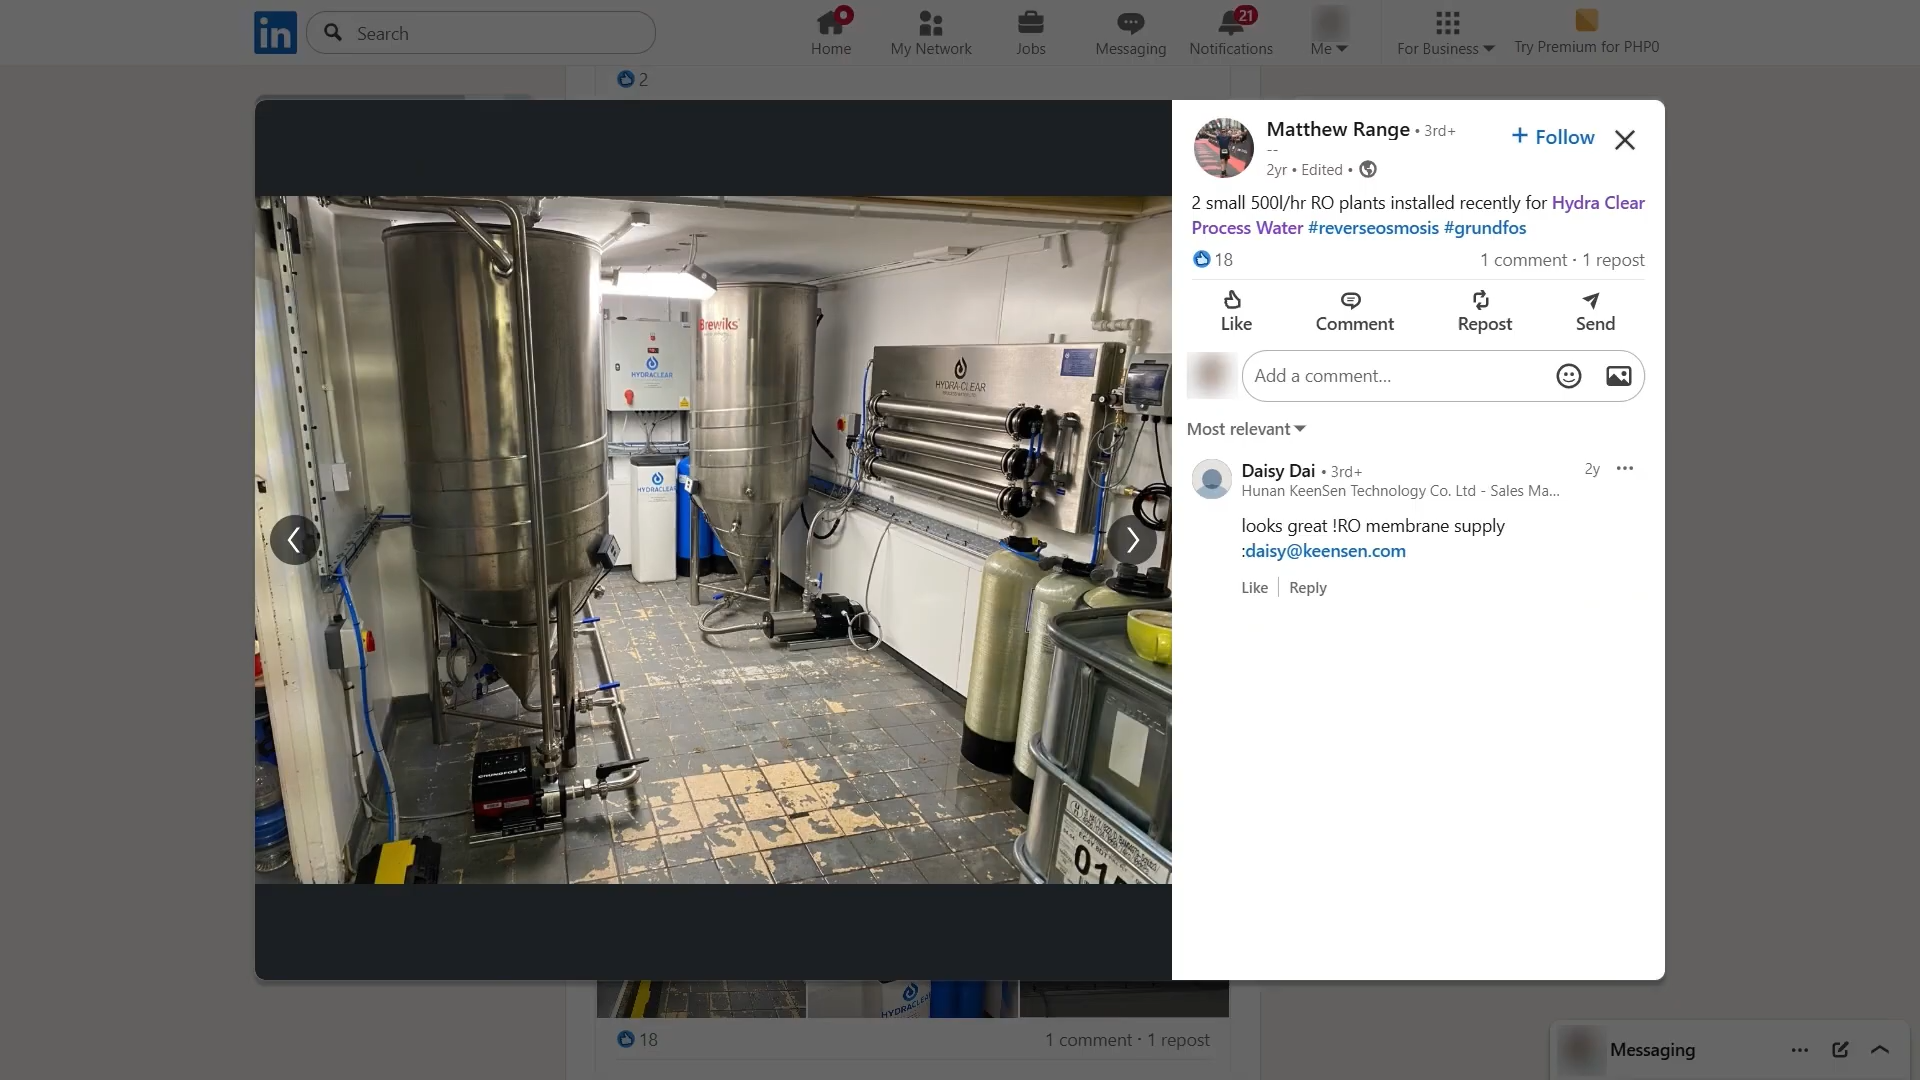 in
Search
Home
My Network
Jobs
Messaging
21
Notifications
Me
For Business
Try Premium for PHP0
2
Brewiks
HYDRACLEAR
HYDRA-CLEAR
HYDRACLEAR
01
Matthew Range • 3rd+
--
2yr • Edited •
+ Follow
2 small 500l/hr RO plants installed recently for Hydra Clear
Process Water #reverseosmosis #grundfos
18
1 comment · 1 repost
Like
Comment
Repost
Send
Add a comment...
Most relevant
Daisy Dai • 3rd+
2y
Hunan KeenSen Technology Co. Ltd - Sales Ma...
looks great !RO membrane supply
:daisy@keensen.com
Like
Reply
HYDRACLEA
18
1 comment · 1 repost
Messaging